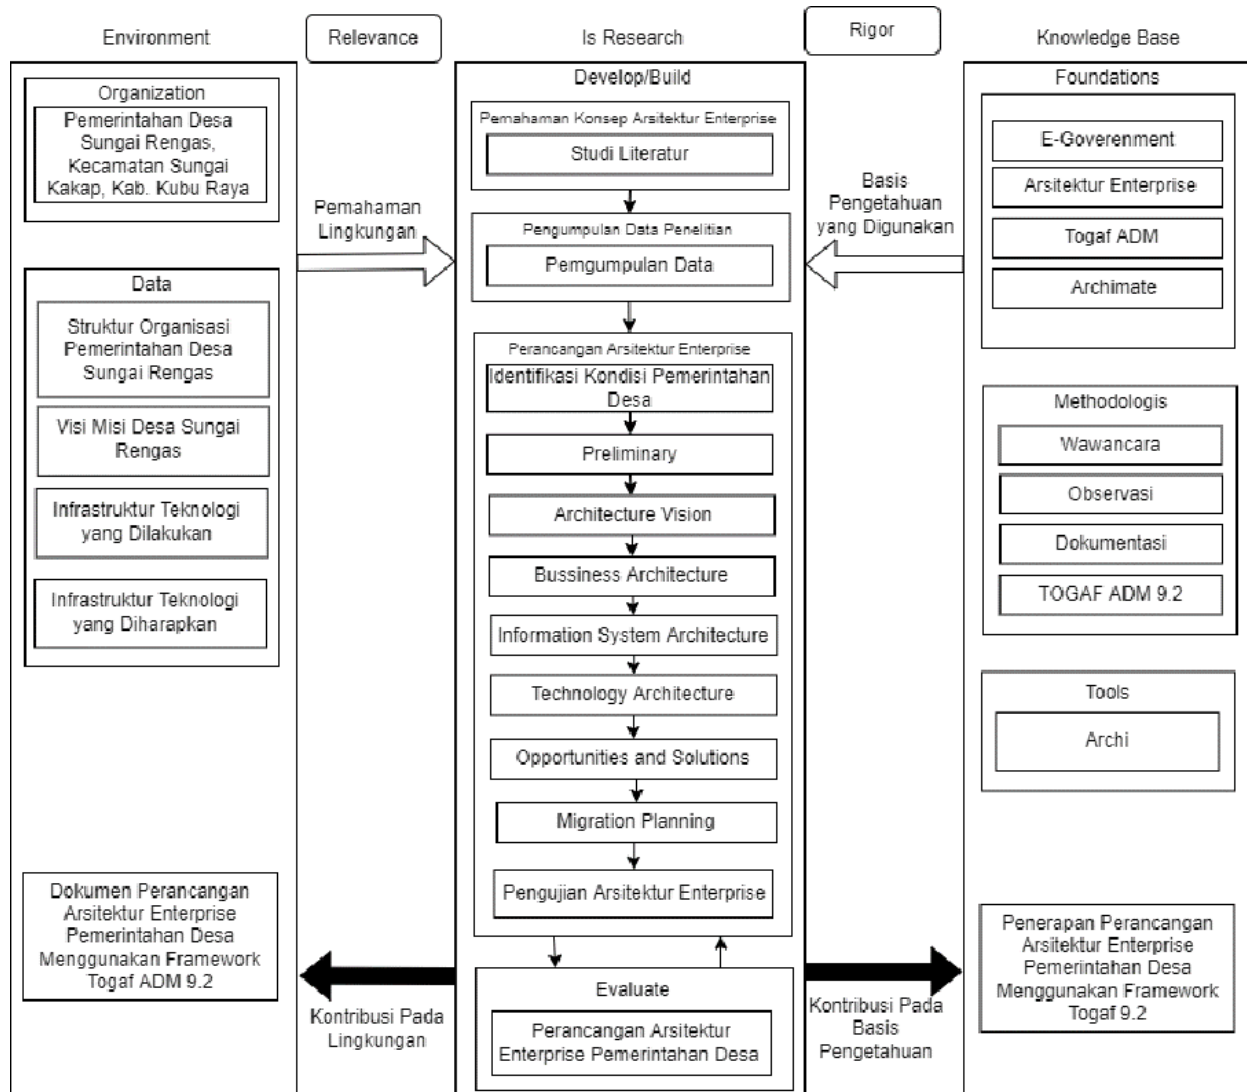 Environment
Relevance
Is Research
Rigor
Knowledge Base
Organization
Pemerintahan Desa
Sungai Rengas,
Kecamatan Sungai
Kakap, Kab. Kubu Raya
Data
Struktur Organisasi
Pemerintahan Desa
Sungai Rengas
Visi Misi Desa Sungai
Rengas
Infrastruktur Teknologi
yang Dilakukan
Infrastruktur Teknologi
yang Diharapkan
Dokumen Perancangan
Arsitektur Enterprise
Pemerintahan Desa
Menggunakan Framework
Togaf ADM 9.2
Pemahaman
Lingkungan
Kontribusi Pada
Lingkungan
Develop/Build
Pemahaman Konsep Arsitektur Enterprise
Studi Literatur
Pengumpulan Data Penelitian
Pemgumpulan Data
Perancangan Arsitektur Enterprise
Identifikasi Kondisi Pemerintahan
Desa
Preliminary
Architecture Vision
Bussiness Architecture
Information System Architecture
Technology Architecture
Opportunities and Solutions
Migration Planning
Pengujian Arsitektur Enterprise
Evaluate
Perancangan Arsitektur
Enterprise Pemerintahan Desa
Basis
Pengetahuan
yang Digunakan
Kontribusi Pada
Basis
Pengetahuan
Foundations
E-Goverenment
Arsitektur Enterprise
Togaf ADM
Archimate
Methodologis
Wawancara
Observasi
Dokumentasi
TOGAF ADM 9.2
Tools
Archi
Penerapan Perancangan
Arsitektur Enterprise
Pemerintahan Desa
Menggunakan Framework
Togaf 9.2